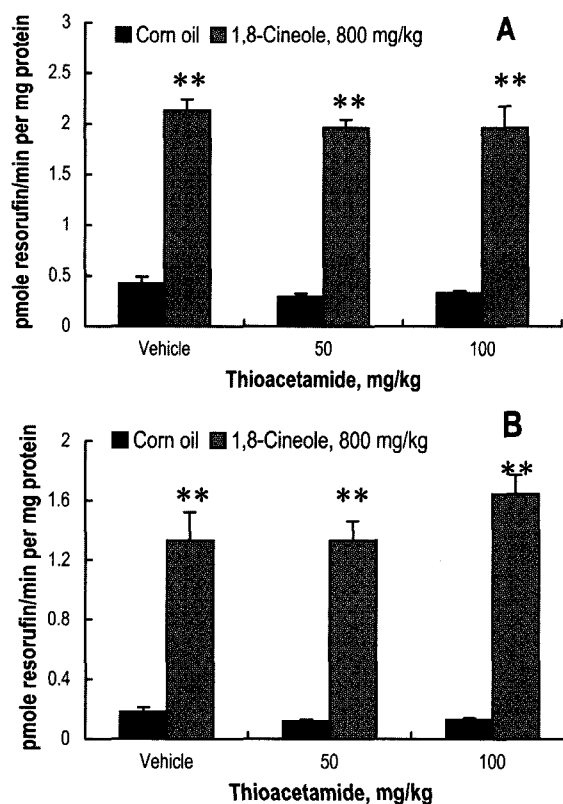 A
Corn oil 1,8-Cineole, 800 mg/kg
pmole resorufin/min per mg protein
3
2.5
2
1.5
1
0.5
0
** ** **
Vehicle 50 100
Thioacetamide, mg/kg
B
Corn oil 1,8-Cineole, 800 mg/kg
pmole resorufin/min per mg protein
2
1.6
1.2
0.8
0.4
0
** ** **
Vehicle 50 100
Thioacetamide, mg/kg